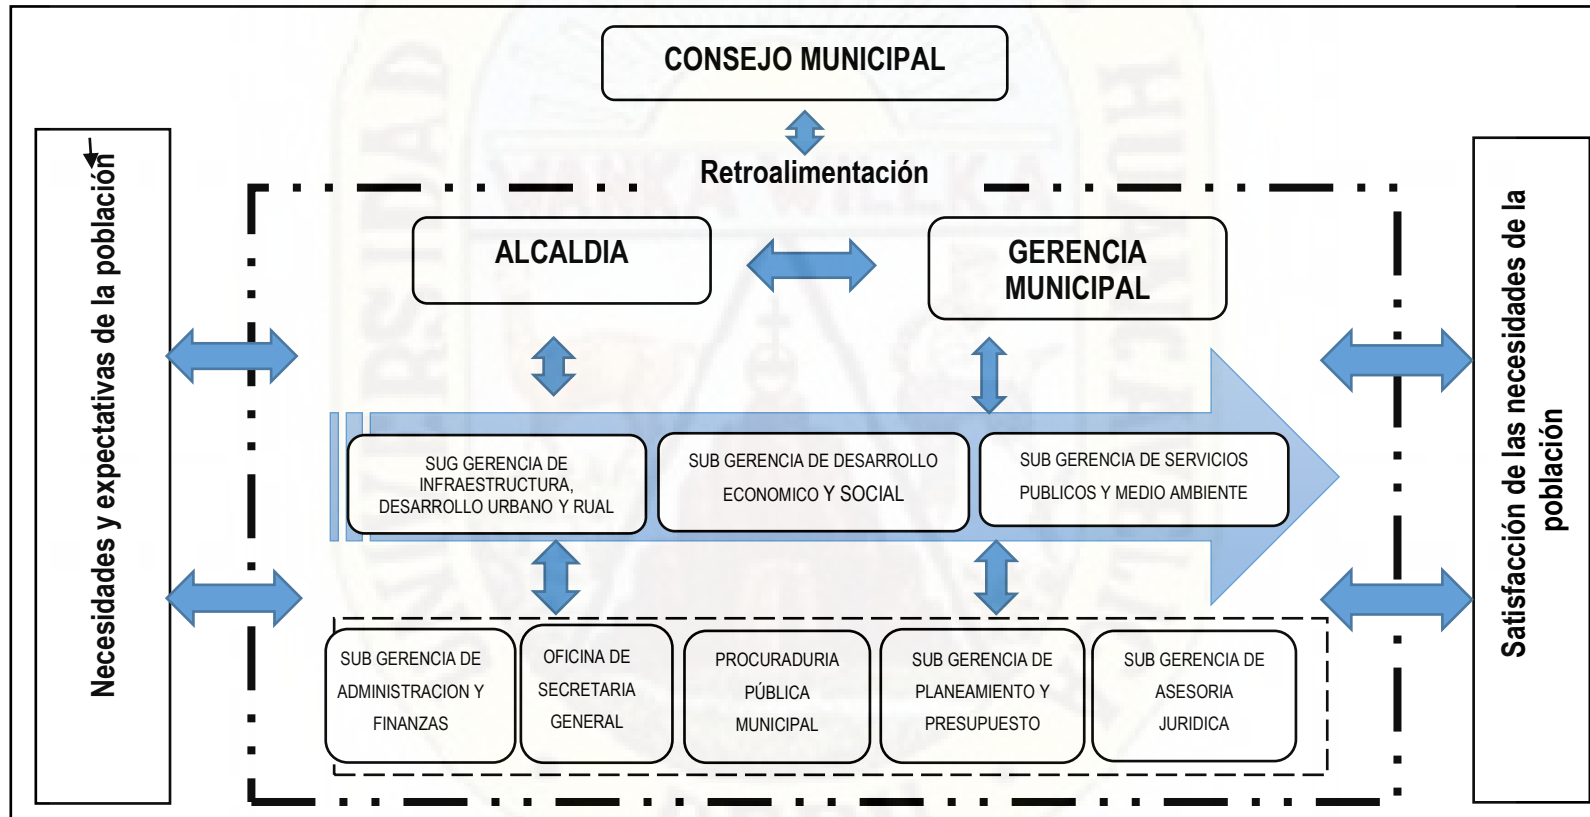 CONSEJO MUNICIPAL
Retroalimentación
Necesidades y expectativas de la población
ALCALDIA
GERENCIA
MUNICIPAL
SUG GERENCIA DE
INFRAESTRUCTURA,
DESARROLLO URBANO Y RUAL
SUB GERENCIA DE DESARROLLO
ECONOMICO Y SOCIAL
SUB GERENCIA DE SERVICIOS
PUBLICOS Y MEDIO AMBIENTE
SUB GERENCIA DE
ADMINISTRACION Y
FINANZAS
OFICINA DE
SECRETARIA
GENERAL
PROCURADURIA
PÚBLICA
MUNICIPAL
SUB GERENCIA DE
PLANEAMIENTO Y
PRESUPUESTO
SUB GERENCIA DE
ASESORIA
JURIDICA
Satisfacción de las necesidades de la
población
WANKA WILLKA